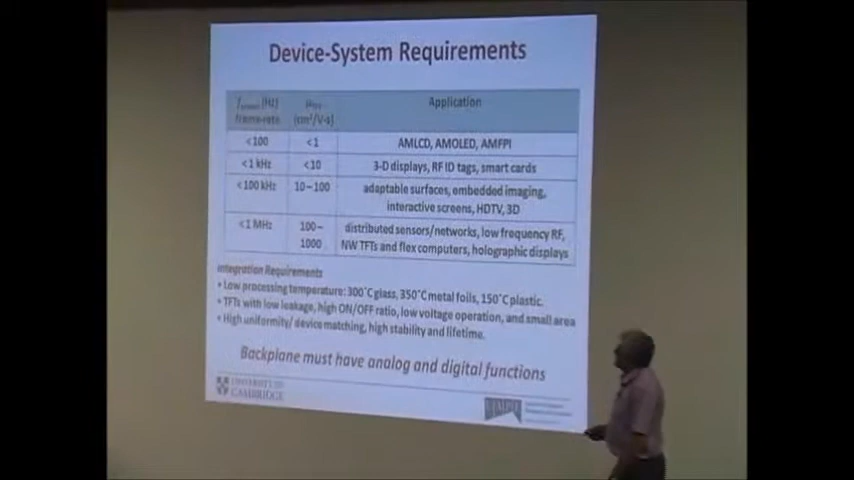 Device-System Requirements
(Hz) Application
frame-rate (cm²/V-s)
<100 <1 AMLCD, AMOLED, AMFPI
<1 kHz <10 3-D displays, RF ID tags, smart cards
<100 kHz 10–100 adaptable surfaces, embedded imaging,
interactive screens, HDTV, 3D
<1 MHz 100– distributed sensors/networks, low frequency RF,
1000 NW TFTs and flex computers, holographic displays
Integration Requirements
• Low processing temperature: 300˚C glass, 350˚C metal foils, 150˚C plastic.
• TFTs with low leakage, high ON/OFF ratio, low voltage operation, and small area
• High uniformity/ device matching, high stability and lifetime.
Backplane must have analog and digital functions
UNIVERSITY OF
CAMBRIDGE